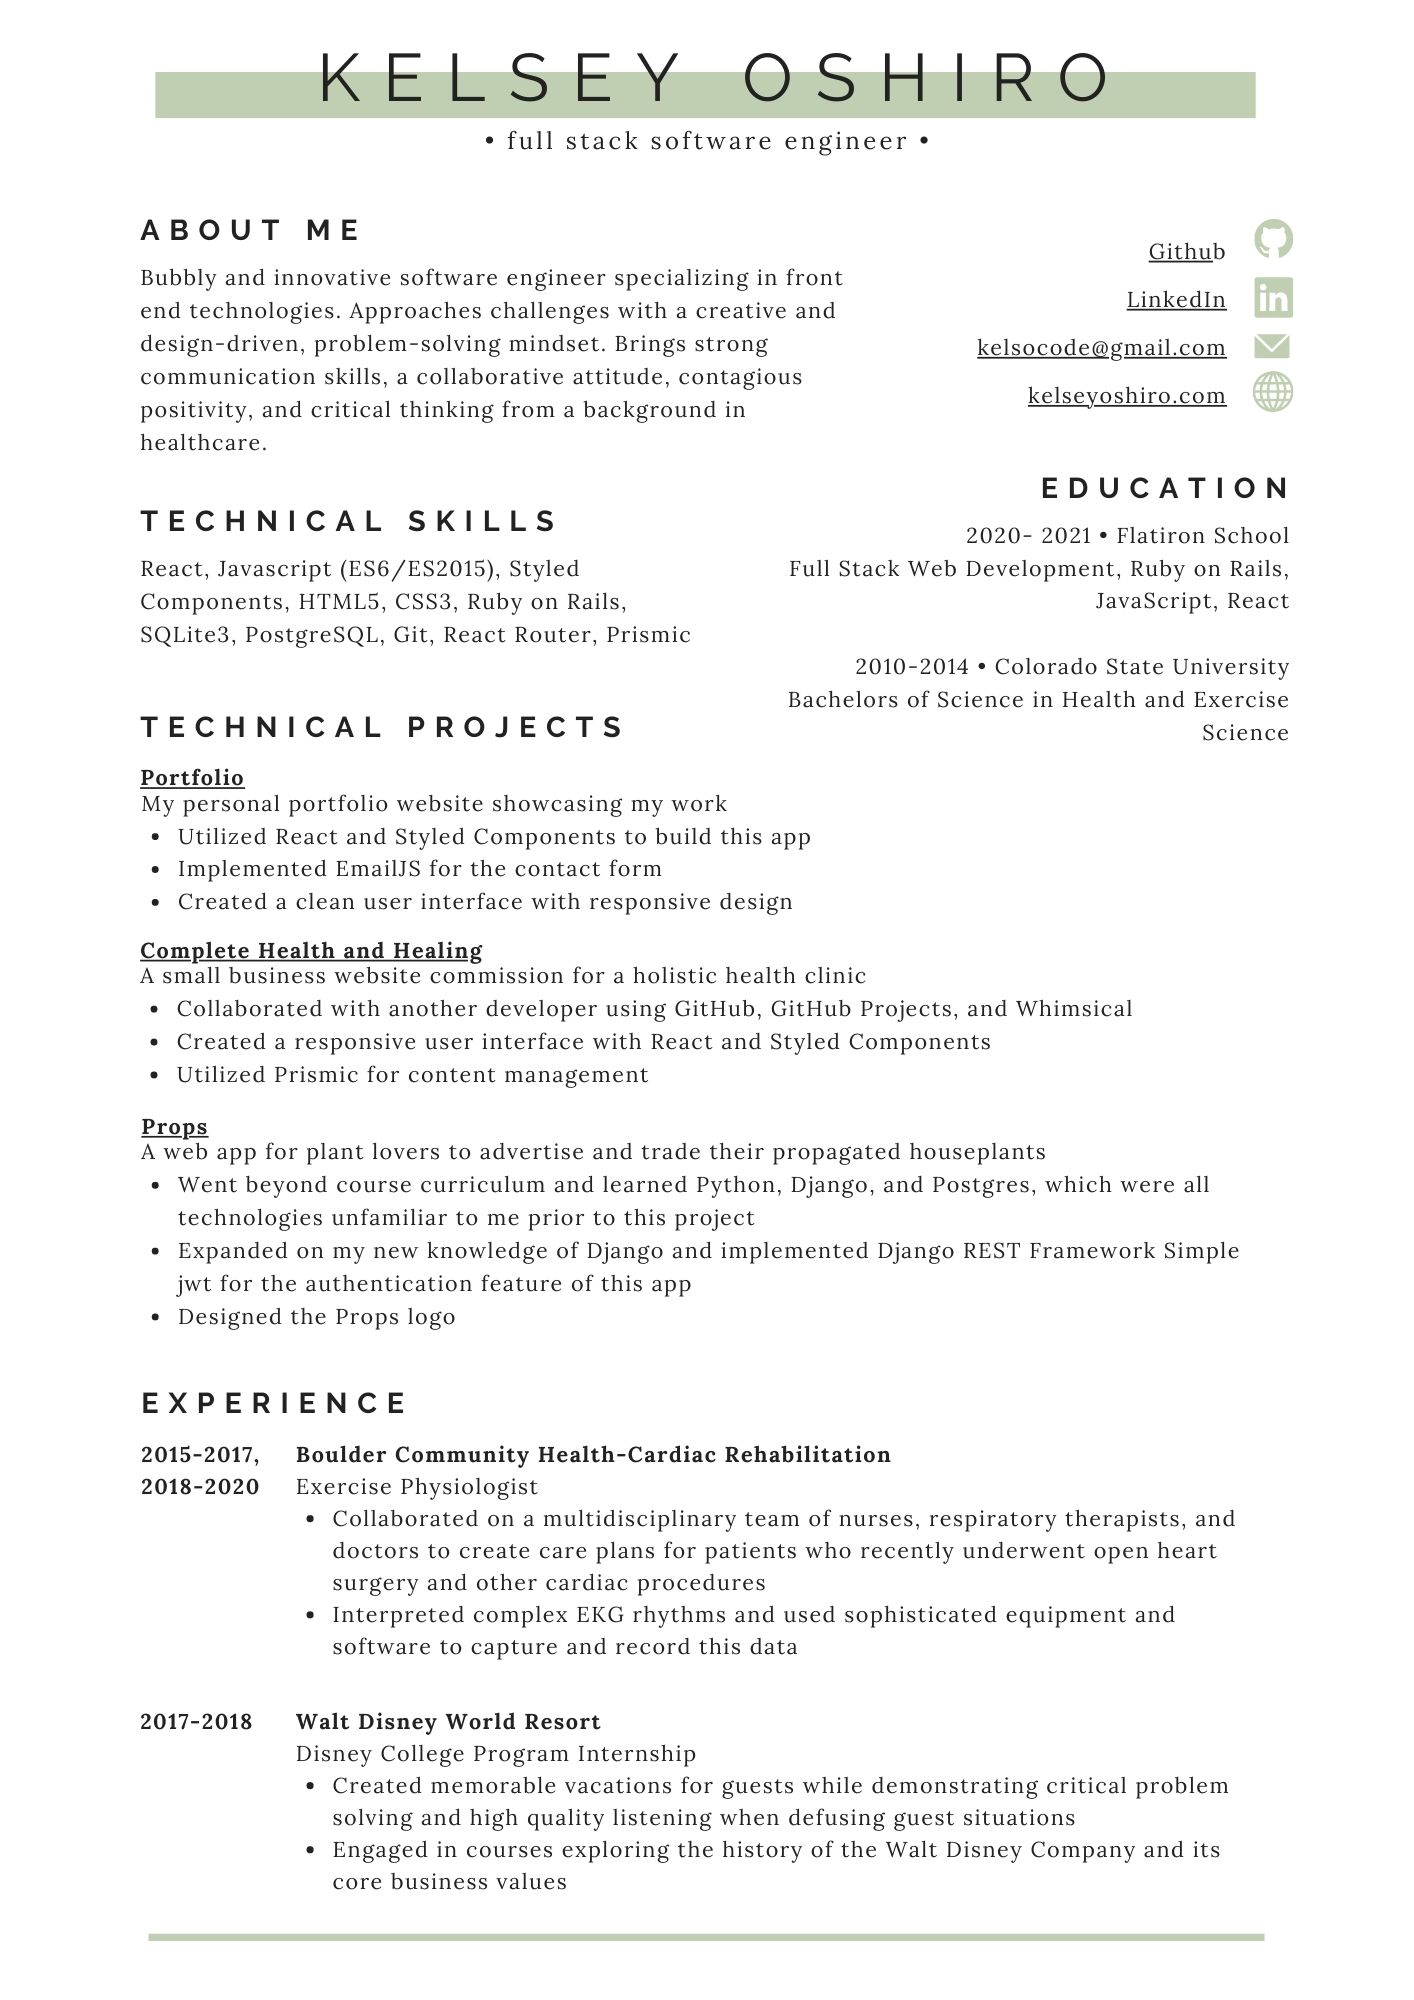 KELSEY OSHIRO
• full stack software engineer •
ABOUT ME
Bubbly and innovative software engineer specializing in front
end technologies. Approaches challenges with a creative and
design-driven, problem-solving mindset. Brings strong
communication skills, a collaborative attitude, contagious
positivity, and critical thinking from a background in
healthcare.
Github
LinkedIn
kelsocode@gmail.com
kelseyoshiro.com
TECHNICAL SKILLS
React, Javascript (ES6/ES2015), Styled
Components, HTML5, CSS3, Ruby on Rails,
SQLite3, PostgreSQL, Git, React Router, Prismic
EDUCATION
2020- 2021 • Flatiron School
Full Stack Web Development, Ruby on Rails,
JavaScript, React
2010-2014 • Colorado State University
Bachelors of Science in Health and Exercise
Science
TECHNICAL PROJECTS
Portfolio
My personal portfolio website showcasing my work
• Utilized React and Styled Components to build this app
• Implemented EmailJS for the contact form
• Created a clean user interface with responsive design
Complete Health and Healing
A small business website commission for a holistic health clinic
• Collaborated with another developer using GitHub, GitHub Projects, and Whimsical
• Created a responsive user interface with React and Styled Components
• Utilized Prismic for content management
Props
A web app for plant lovers to advertise and trade their propagated houseplants
• Went beyond course curriculum and learned Python, Django, and Postgres, which were all
technologies unfamiliar to me prior to this project
• Expanded on my new knowledge of Django and implemented Django REST Framework Simple
jwt for the authentication feature of this app
• Designed the Props logo
EXPERIENCE
2015-2017, Boulder Community Health-Cardiac Rehabilitation
2018-2020 Exercise Physiologist
• Collaborated on a multidisciplinary team of nurses, respiratory therapists, and
doctors to create care plans for patients who recently underwent open heart
surgery and other cardiac procedures
• Interpreted complex EKG rhythms and used sophisticated equipment and
software to capture and record this data
2017-2018 Walt Disney World Resort
Disney College Program Internship
• Created memorable vacations for guests while demonstrating critical problem
solving and high quality listening when defusing guest situations
• Engaged in courses exploring the history of the Walt Disney Company and its
core business values